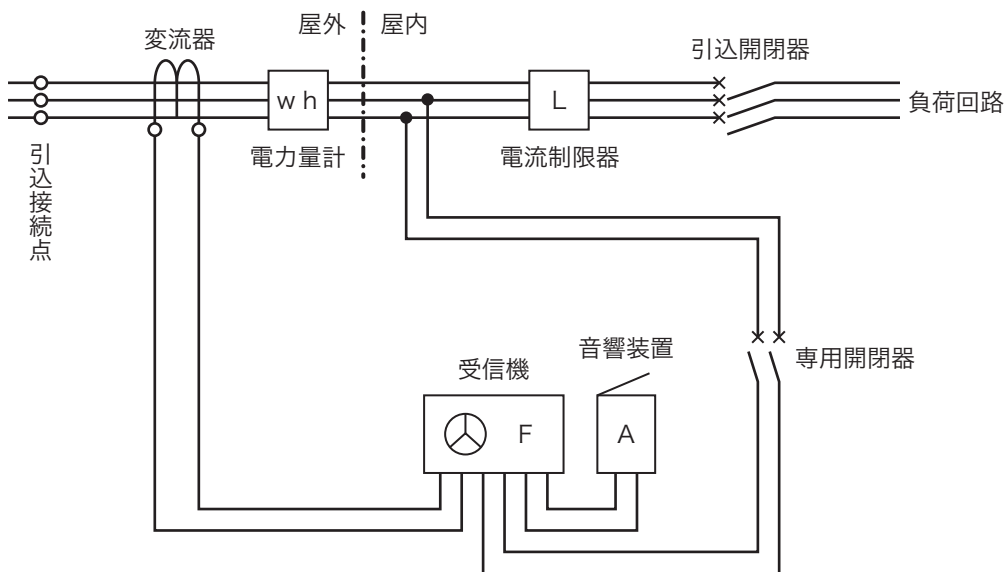 屋外
屋内
変流器
引込開閉器
wh
L
負荷回路
電力量計
電流制限器
引込接続点
専用開閉器
音響装置
受信機
F
A